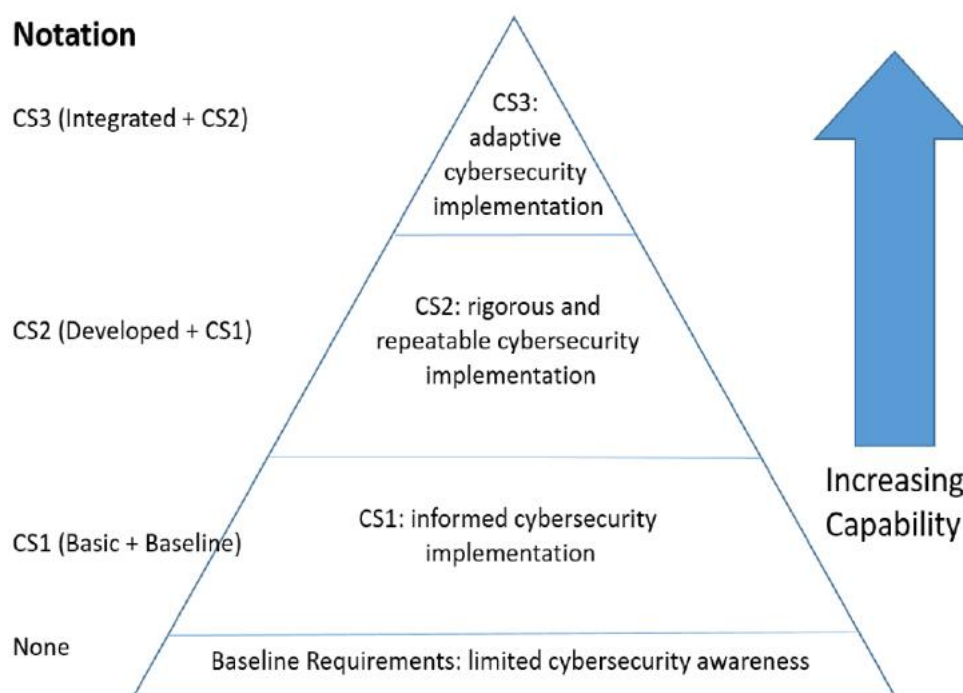 Notation
CS3 (Integrated + CS2)
CS3:
adaptive
cybersecurity
implementation
CS2 (Developed + CS1)
CS2: rigorous and
repeatable cybersecurity
implementation
Increasing
Capability
CS1 (Basic + Baseline)
CS1: informed cybersecurity
implementation
None
Baseline Requirements: limited cybersecurity awareness